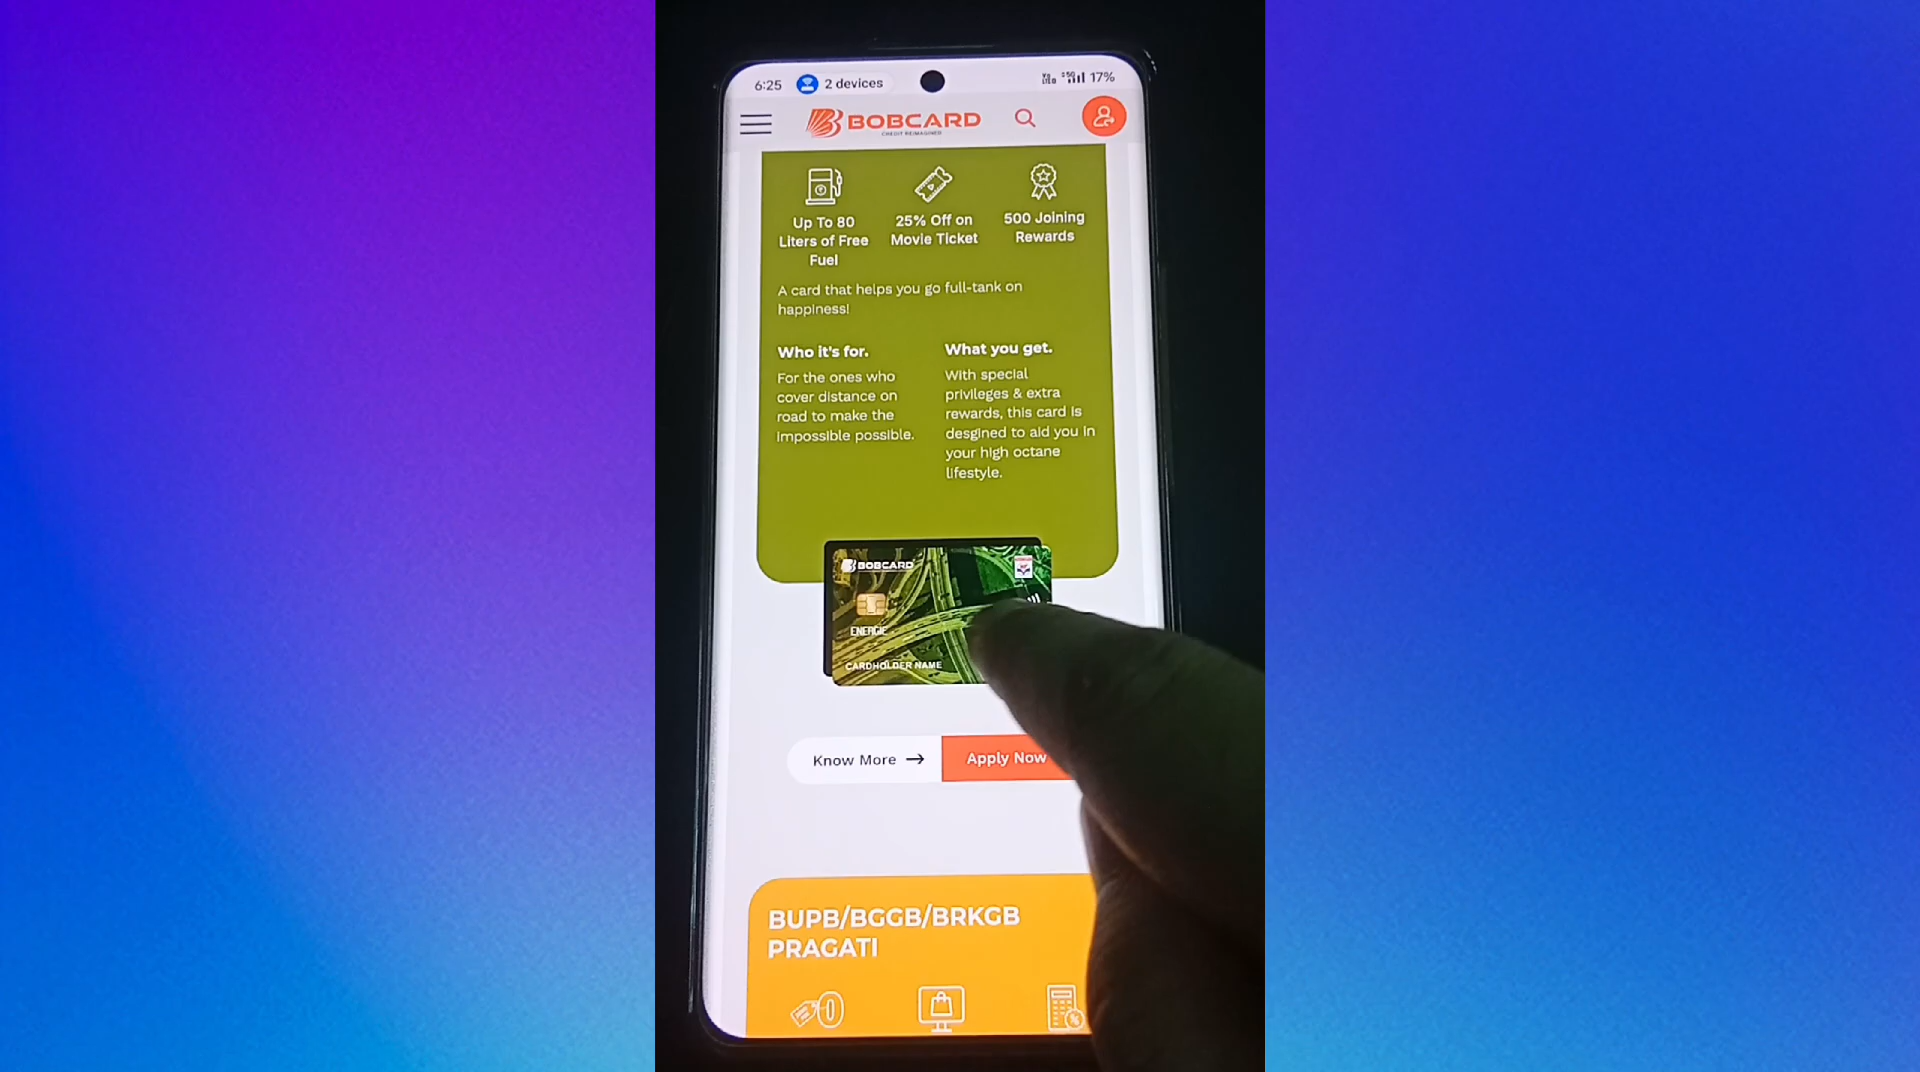 6:25 2 devices 17%
BOBCARD
CREDIT REIMAGINED
Up To 80
Liters of Free
Fuel
25% Off on
Movie Ticket
500 Joining
Rewards
A card that helps you go full-tank on
happiness!
Who it's for.
For the ones who
cover distance on
road to make the
impossible possible.
What you get.
With special
privileges & extra
rewards, this card is
desgined to aid you in
your high octane
lifestyle.
BOBCARD
ENERGIE
CARDHOLDER NAME
Know More → Apply Now
BUPB/BGGB/BRKGB
PRAGATI